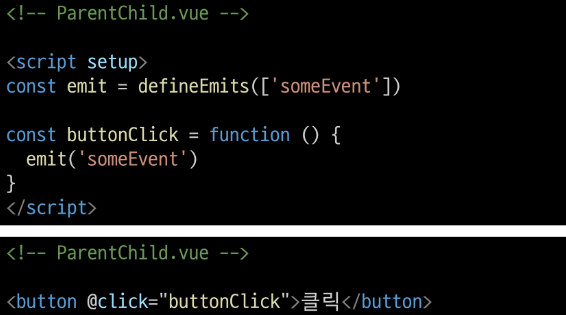 <!-- ParentChild.vue -->
<script setup>
const emit = defineEmits(['someEvent'])
const buttonClick = function () {
  emit('someEvent')
}
</script>
<!-- ParentChild.vue -->
<button @click="buttonClick">클릭</button>